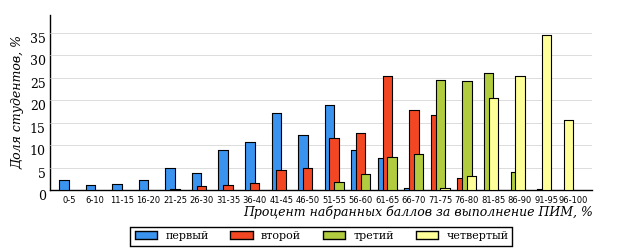 Доля студентов, %
35
30
25
20
15
10
5
0
0-5 6-10 11-15 16-20 21-25 26-30 31-35 36-40 41-45 46-50 51-55 56-60 61-65 66-70 71-75 76-80 81-85 86-90 91-95 96-100
Процент набранных баллов за выполнение ПИМ, %
первый второй третий четвертый